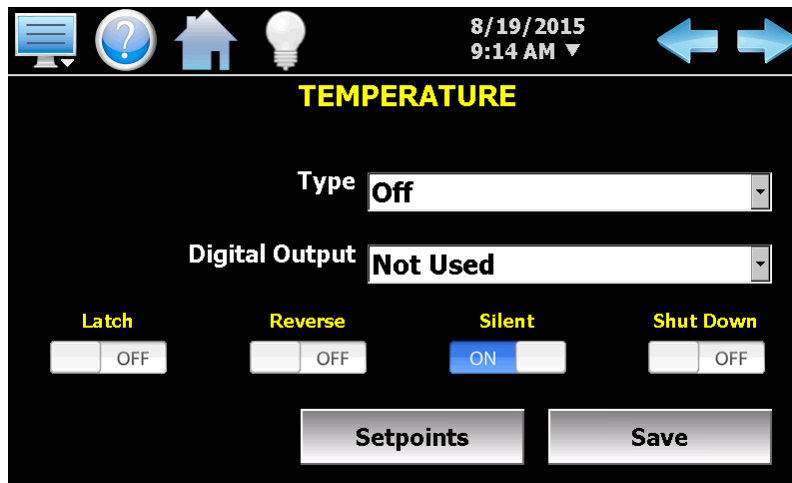 8/19/2015
9:14 AM ▼
TEMPERATURE
Type Off
Digital Output Not Used
Latch Reverse Silent Shut Down
OFF OFF ON OFF
Setpoints Save